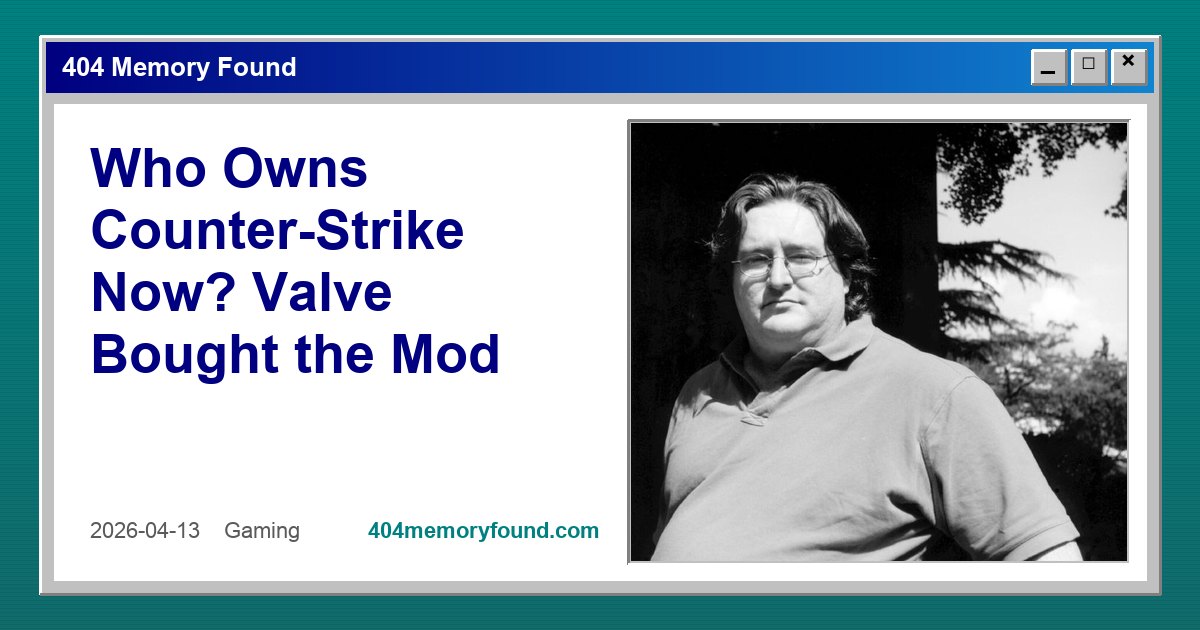 404 Memory Found
Who Owns
Counter-Strike
Now? Valve
Bought the Mod
2026-04-13 Gaming 404memoryfound.com